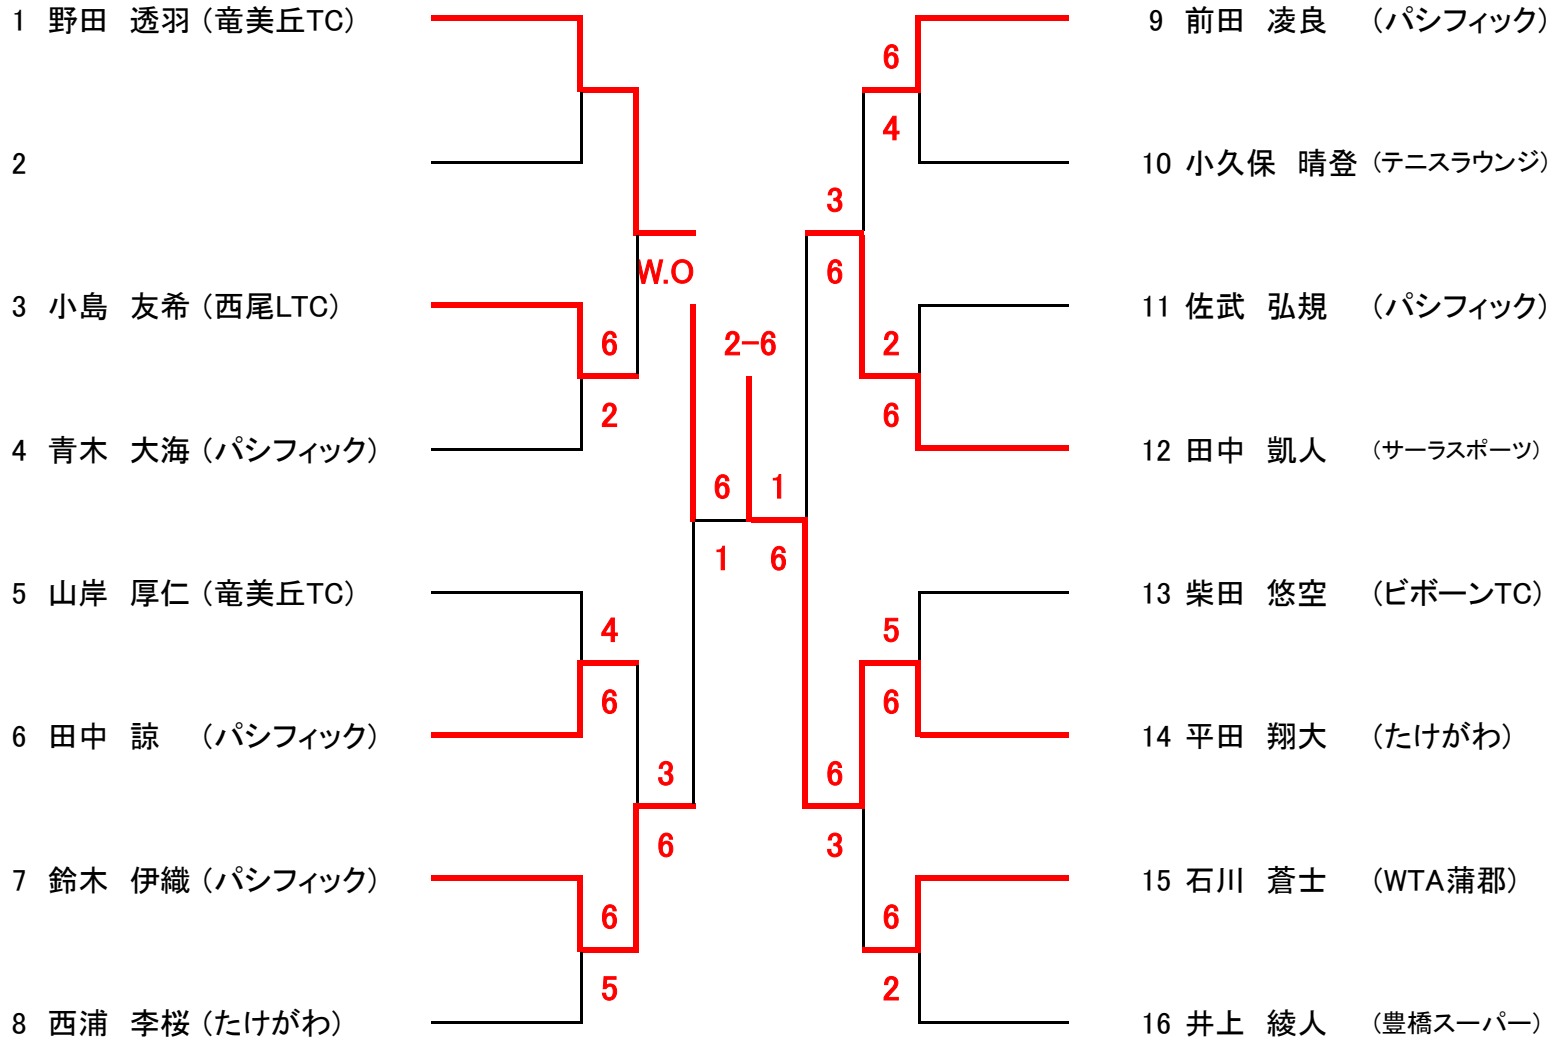 1 野田 透羽 (竜美丘TC)
2
3 小島 友希 (西尾LTC)
4 青木 大海 (パシフィック)
5 山岸 厚仁 (竜美丘TC)
6 田中 諒 (パシフィック)
7 鈴木 伊織 (パシフィック)
8 西浦 李桜 (たけがわ)
6
2
4
6
6
5
W.O
3
6
6
1
2-6
1
6
3
6
6
3
6
4
2
6
5
6
6
2
9 前田 凌良 (パシフィック)
10 小久保 晴登 (テニスラウンジ)
11 佐武 弘規 (パシフィック)
12 田中 凱人 (サーラスポーツ)
13 柴田 悠空 (ビボーンTC)
14 平田 翔大 (たけがわ)
15 石川 蒼士 (WTA蒲郡)
16 井上 綾人 (豊橋スーパー)